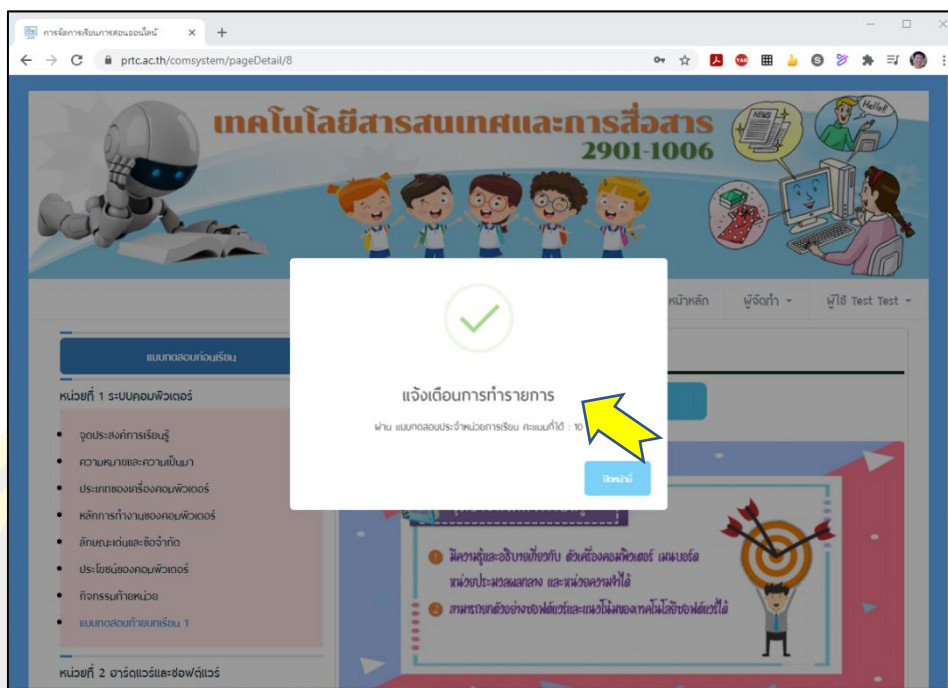 การจัดการเรียนการสอนออนไลน์
prtc.ac.th/comsystem/pageDetail/8
เทคโนโลยีสารสนเทศและการสื่อสาร
2901-1006
NEWS
Hello!
หน้าหลัก
ผู้จัดทำ
ผู้ใช้ Test Test
แบบทดสอบก่อนเรียน
หน่วยที่ 1 ระบบคอมพิวเตอร์
จุดประสงค์การเรียนรู้
ความหมายและความเป็นมา
ประเภทของเครื่องคอมพิวเตอร์
หลักการทำงานของคอมพิวเตอร์
ลักษณะเด่นและข้อจำกัด
ประโยชน์ของคอมพิวเตอร์
กิจกรรมท้ายหน่วย
แบบทดสอบท้ายบทเรียน 1
หน่วยที่ 2 ฮาร์ดแวร์และซอฟต์แวร์
แจ้งเตือนการทำรายการ
ผ่าน แบบทดสอบประจำหน่วยการเรียน คะแนนที่ได้ : 10
ปิดหน้านี้
1 มีความรู้และอธิบายเกี่ยวกับ ตัวเครื่องคอมพิวเตอร์ เมนบอร์ด
หน่วยประมวลผลกลาง และหน่วยความจำได้
2 สามารถยกตัวอย่างซอฟต์แวร์และแนวโน้มของเทคโนโลยีซอฟต์แวร์ได้